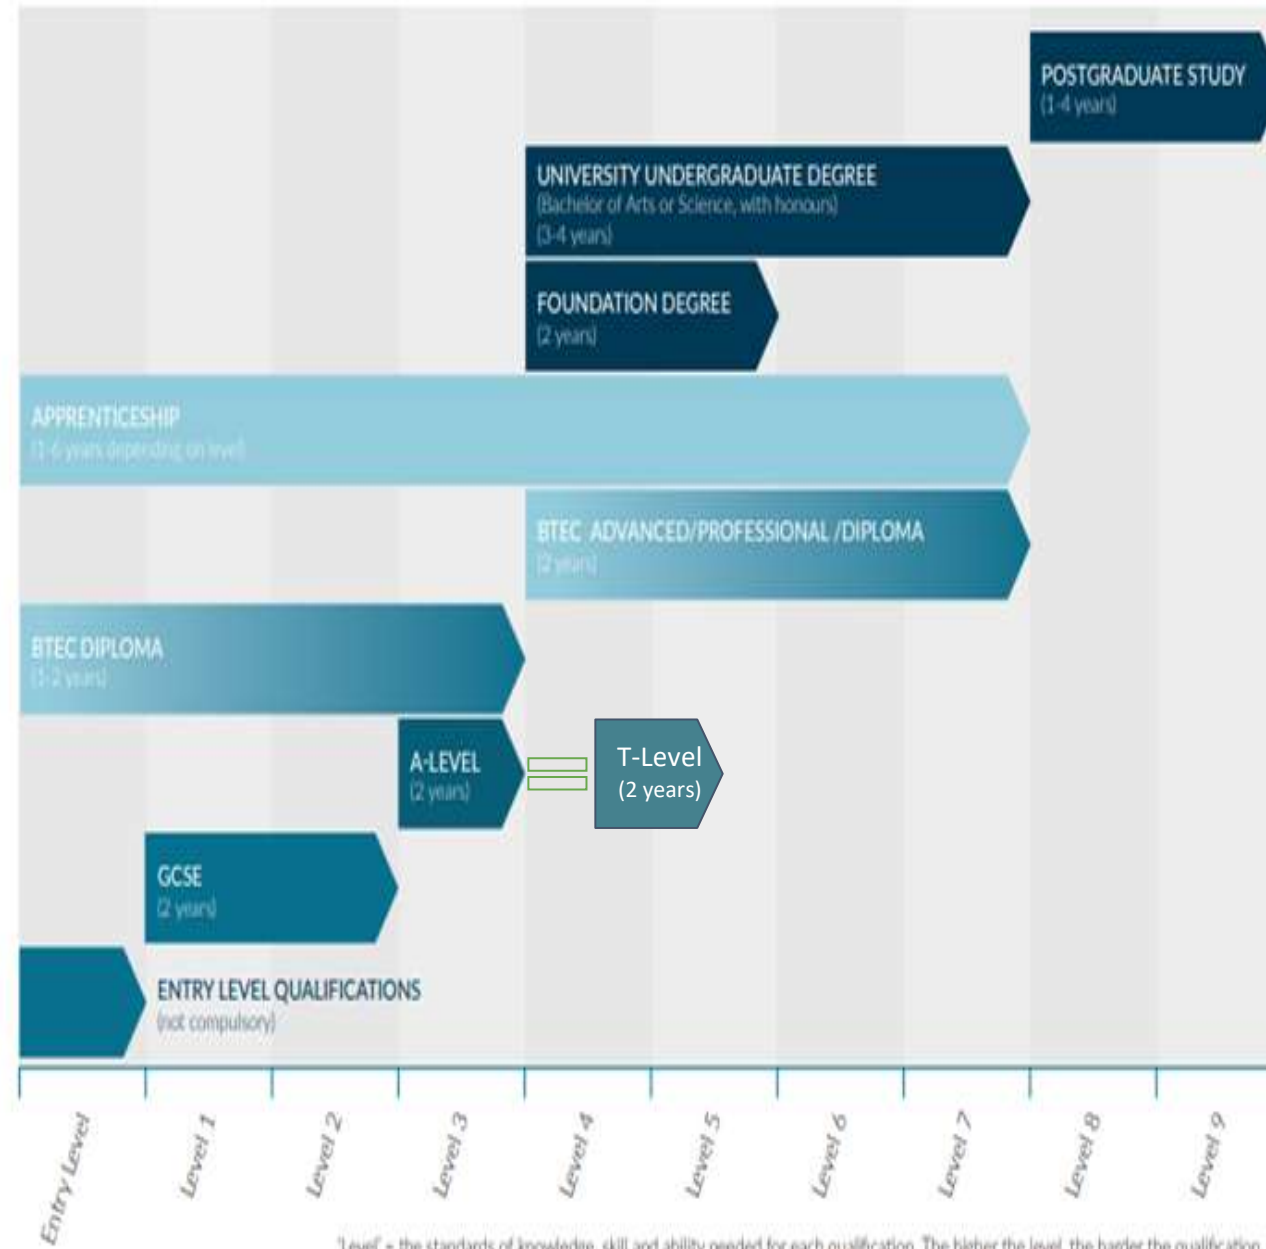 POSTGRADUATE STUDY
(1-4 years)
UNIVERSITY UNDERGRADUATE DEGREE
(Bachelor of Arts or Science, with honours)
(3-4 years)
FOUNDATION DEGREE
(2 years)
APPRENTICESHIP
(1-6 years depending on level)
BTEC ADVANCED/PROFESSIONAL /DIPLOMA
(2 years)
BTEC DIPLOMA
(1-2 years)
A-LEVEL
(2 years)
T-Level
(2 years)
GCSE
(2 years)
ENTRY LEVEL QUALIFICATIONS
(not compulsory)
Entry Level
Level 1
Level 2
Level 3
Level 4
Level 5
Level 6
Level 7
Level 8
Level 9
'Level' = the standards of knowledge, skill and ability needed for each qualification. The higher the level, the harder the qualification